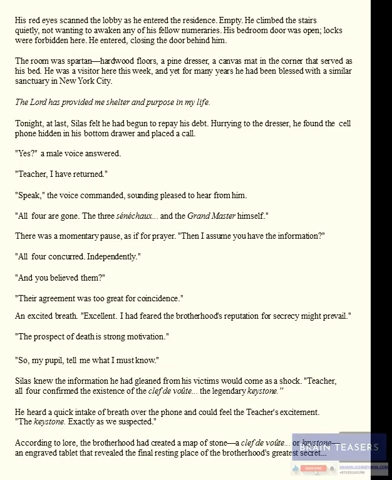 His red eyes scanned the lobby as he entered the residence. Empty. He climbed the stairs
quietly, not wanting to awaken any of his fellow numeraries. His bedroom door was open; locks
were forbidden here. He entered, closing the door behind him.
The room was spartan—hardwood floors, a pine dresser, a canvas mat in the corner that served as
his bed. He was a visitor here this week, and yet for many years he had been blessed with a similar
sanctuary in New York City.
The Lord has provided me shelter and purpose in my life.
Tonight, at last, Silas felt he had begun to repay his debt. Hurrying to the dresser, he found the cell
phone hidden in his bottom drawer and placed a call.
"Yes?" a male voice answered.
"Teacher, I have returned."
"Speak," the voice commanded, sounding pleased to hear from him.
"All four are gone. The three sénéchaux... and the Grand Master himself."
There was a momentary pause, as if for prayer. "Then I assume you have the information?"
"All four concurred. Independently."
"And you believed them?"
"Their agreement was too great for coincidence."
An excited breath. "Excellent. I had feared the brotherhood's reputation for secrecy might prevail."
"The prospect of death is strong motivation."
"So, my pupil, tell me what I must know."
Silas knew the information he had gleaned from his victims would come as a shock. "Teacher,
all four confirmed the existence of the clef de voûte... the legendary keystone."
He heard a quick intake of breath over the phone and could feel the Teacher's excitement.
"The keystone. Exactly as we suspected."
According to lore, the brotherhood had created a map of stone—a clef de voûte... or keystone—
an engraved tablet that revealed the final resting place of the brotherhood's greatest secret...
BRAIN TEASERS